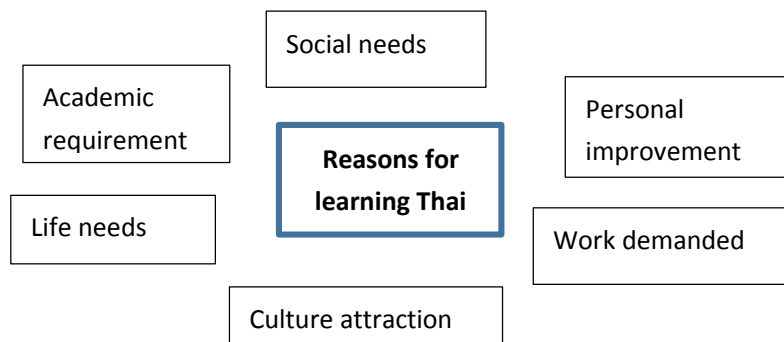 Social needs
Academic
requirement
Personal
improvement
Reasons for
learning Thai
Life needs
Work demanded
Culture attraction